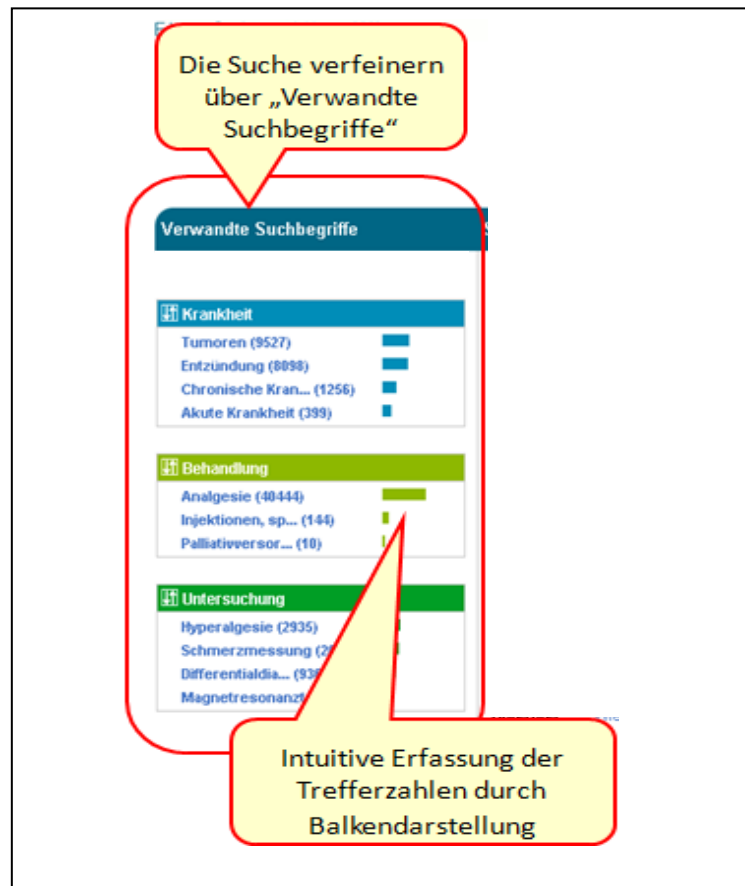 Die Suche verfeinern
über „Verwandte
Suchbegriffe“
Verwandte Suchbegriffe
Krankheit
Tumoren (9527)
Entzündung (8098)
Chronische Kran... (1256)
Akute Krankheit (399)
Behandlung
Analgesie (40444)
Injektionen, sp... (144)
Palliativversor... (10)
Untersuchung
Hyperalgesie (2935)
Schmerzmessung
Differentialdia...
Intuitive Erfassung der
Trefferzahlen durch
Balkendarstellung